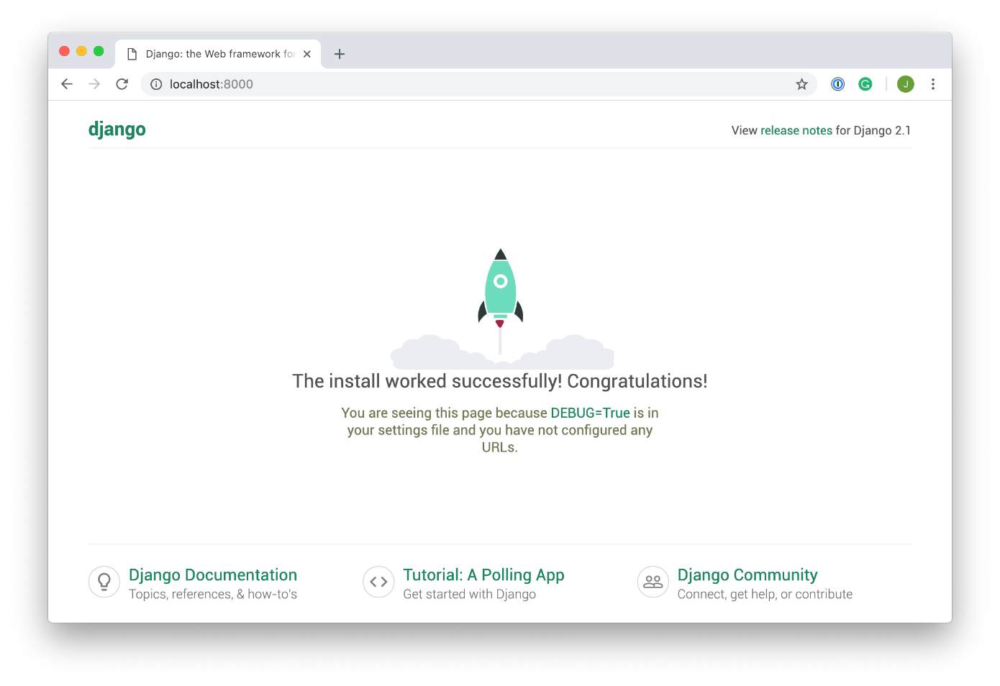 Django: the Web framework for
localhost:8000
J
django
View release notes for Django 2.1
The install worked successfully! Congratulations!
You are seeing this page because DEBUG=True is in
your settings file and you have not configured any
URLs.
Django Documentation
Topics, references, & how-to's
Tutorial: A Polling App
Get started with Django
Django Community
Connect, get help, or contribute